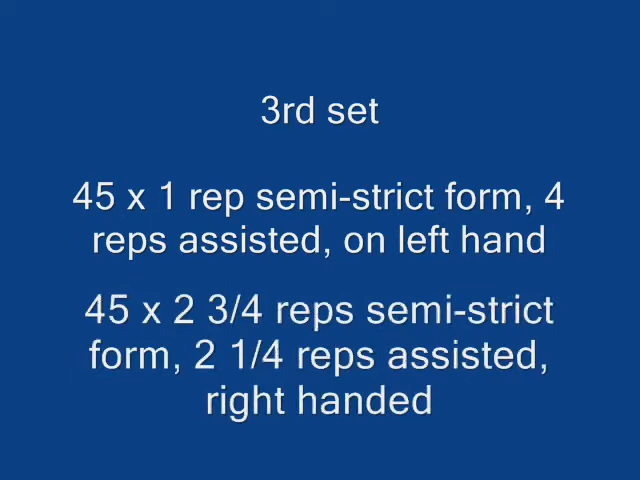 3rd set
45 x 1 rep semi-strict form, 4
reps assisted, on left hand
45 x 2 3/4 reps semi-strict
form, 2 1/4 reps assisted,
right handed